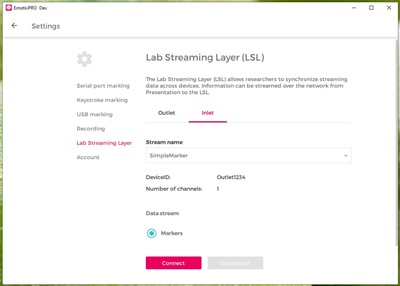 EmotivPRO Dev
Settings
Lab Streaming Layer (LSL)
The Lab Streaming Layer (LSL) allows researchers to synchronize streaming
data across devices. Information can be streamed over the network from
Presentation to the LSL.
Serial port marking
Keystroke marking
USB marking
Recording
Lab Streaming Layer
Account
Outlet Inlet
Stream name
SimpleMarker
DeviceID: Outlet1234
Number of channels: 1
Data stream
Markers
Connect Disconnect